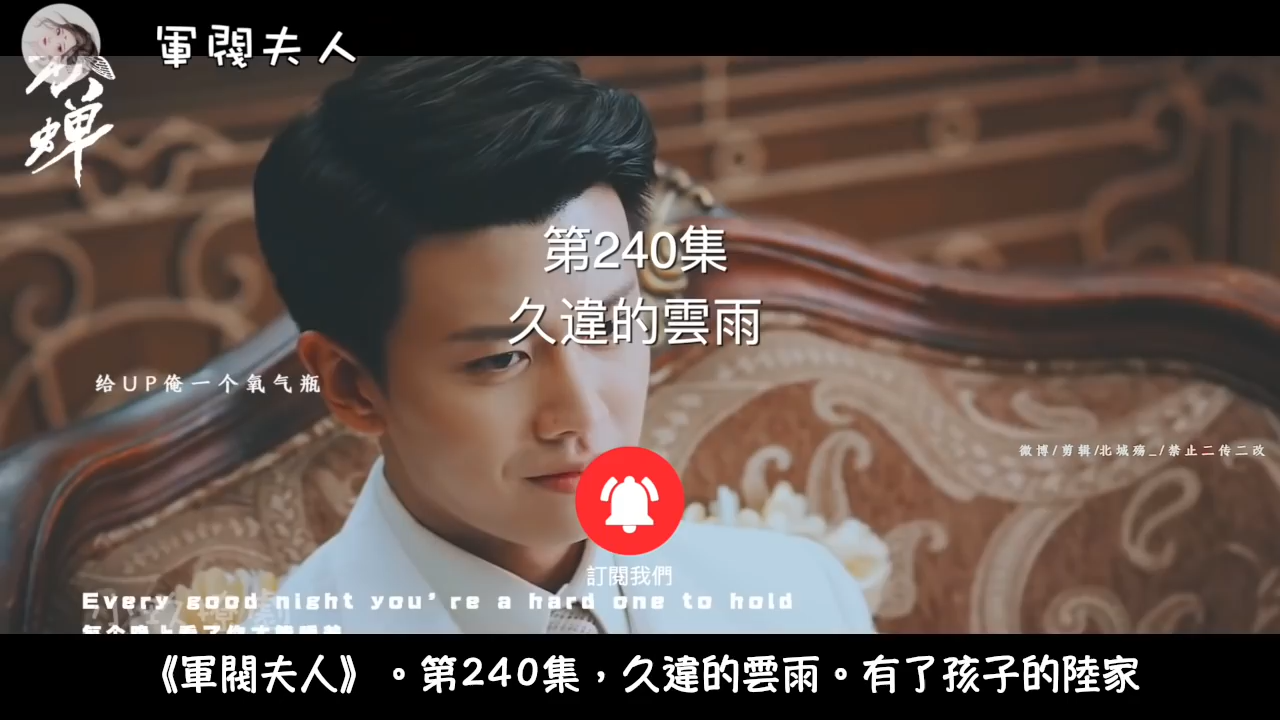 軍閥夫人
蝉
第240集
久違的雲雨
给UP俺一个氧气瓶
微博/剪辑/北城殇_/禁止二传二改
訂閱我們
Every good night you're a hard one to hold
《軍閥夫人》。第240集，久違的雲雨。有了孩子的陸家